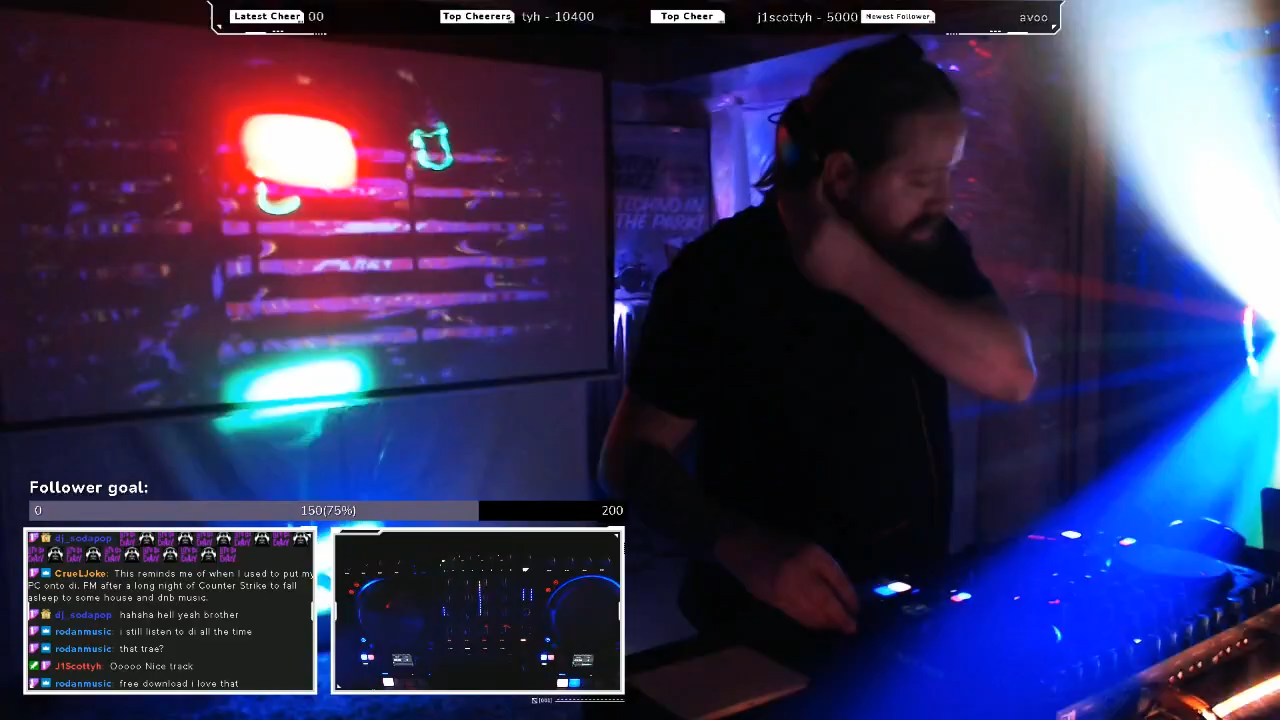 Latest Cheer 00 Top Cheerers tyh - 10400 Top Cheer j1scottyh - 5000 Newest Follower avoo
TECHNO IN
THE PARK!
Follower goal:
0 150(75%) 200
dj_sodapop
CrueLJoke: This reminds me of when I used to put my
PC onto di. FM after a long night of Counter Strike to fall
asleep to some house and dnb music.
dj_sodapop: hahaha hell yeah brother
rodanmusic: i still listen to di all the time
rodanmusic: that trae?
J1Scottyh: Ooooo Nice track
rodanmusic: free download i love that